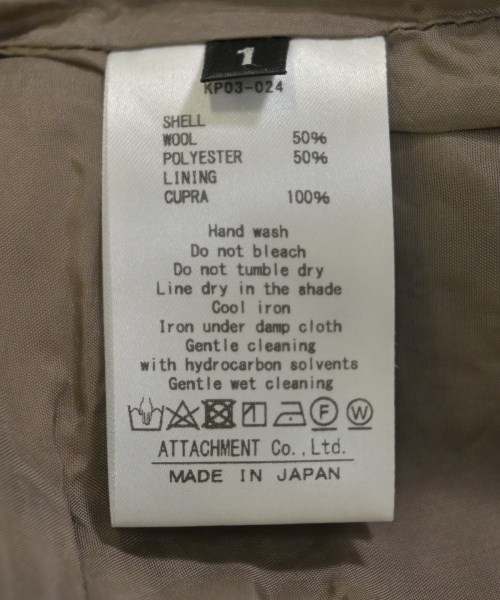 1
KP03-024
SHELL
WOOL 50%
POLYESTER 50%
LINING
CUPRA 100%
Hand wash
Do not bleach
Do not tumble dry
Line dry in the shade
Cool iron
Iron under damp cloth
Gentle cleaning
with hydrocarbon solvents
Gentle wet cleaning
F W
ATTACHMENT Co.,Ltd.
MADE IN JAPAN